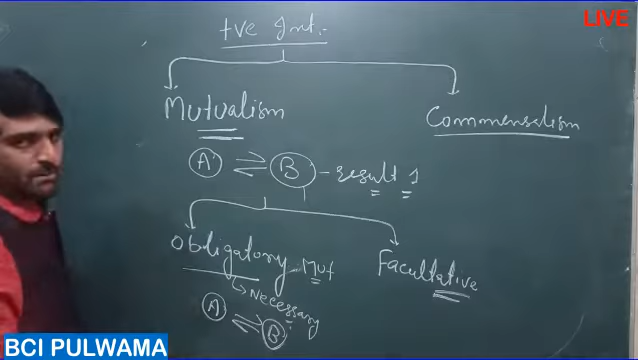 LIVE
+ve Int.-
Mutualism
Commensalism
A ⇌ B - result 1
Obligatory Mut
Facultative
↳ Necessary
A ⇌ B
BCI PULWAMA